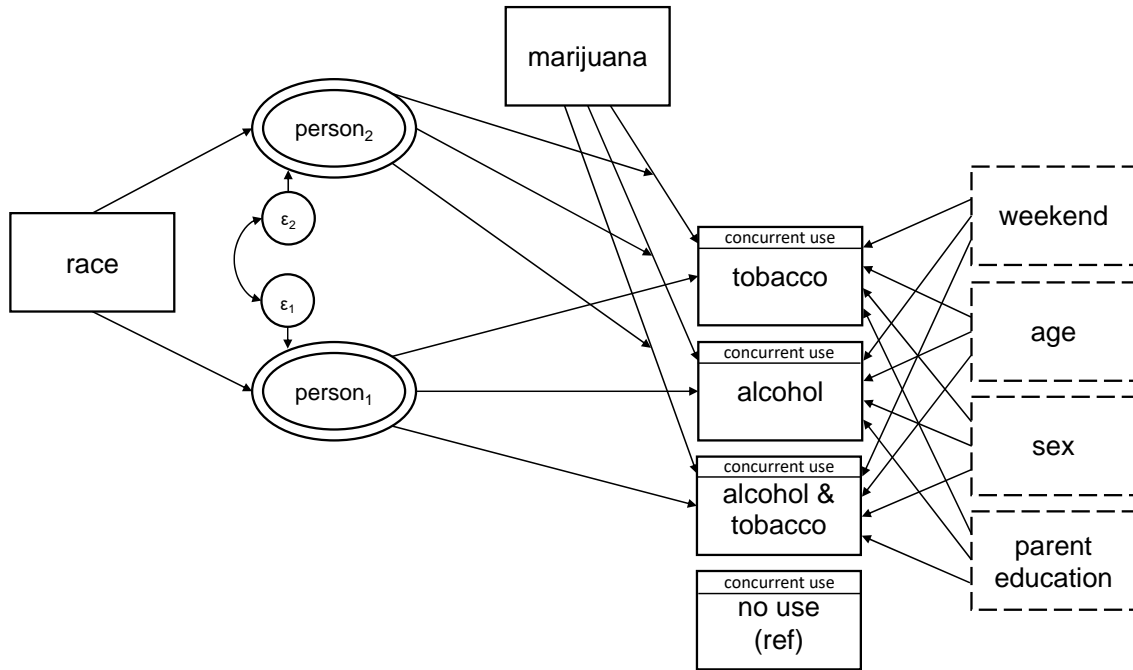 marijuana
person₂
race
ε₂
ε₁
person₁
concurrent use
tobacco
concurrent use
alcohol
concurrent use
alcohol &
tobacco
concurrent use
no use
(ref)
weekend
age
sex
parent
education